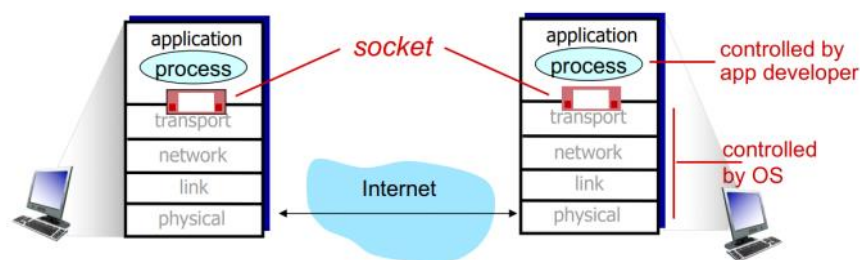 application
process
transport
network
link
physical
socket
Internet
application
process
transport
network
link
physical
controlled by
app developer
controlled
by OS